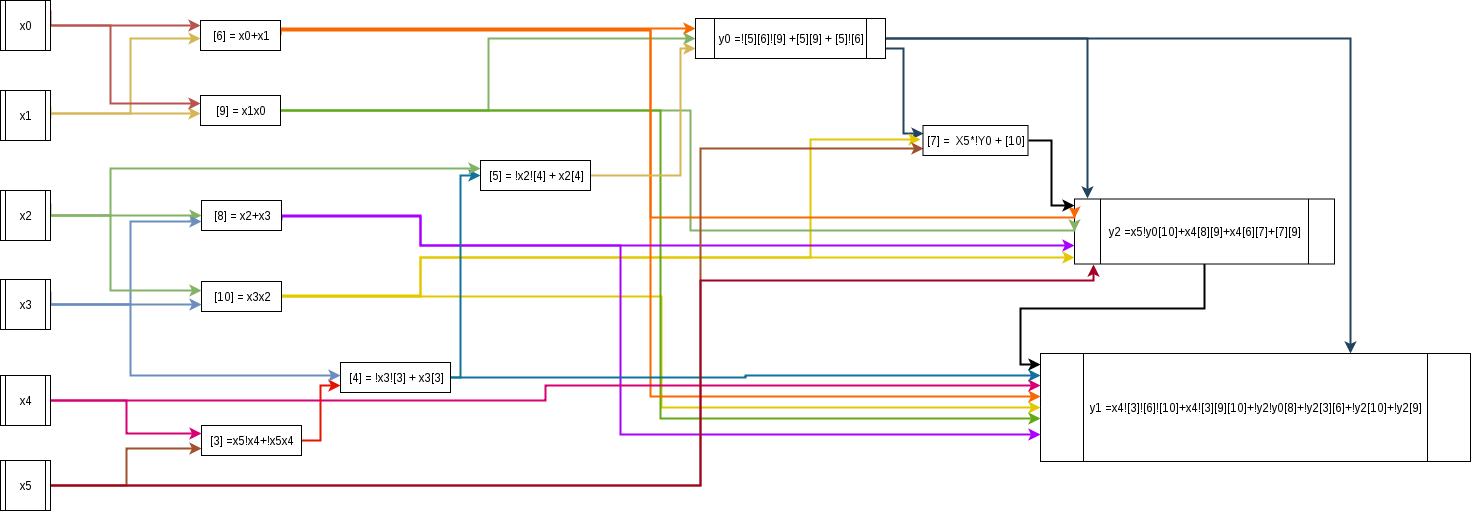 x0
[6] = x0+x1
y0 =![5][6]![9] +[5][9] + [5]![6]
x1
[9] = x1x0
[7] =  X5*!Y0 + [10]
[5] = !x2![4] + x2[4]
x2
[8] = x2+x3
y2 =x5!y0[10]+x4[8][9]+x4[6][7]+[7][9]
x3
[10] = x3x2
[4] = !x3![3] + x3[3]
x4
y1 =x4![3]![6]![10]+x4![3][9][10]+!y2!y0[8]+!y2[3][6]+!y2[10]+!y2[9]
[3] =x5!x4+!x5x4
x5